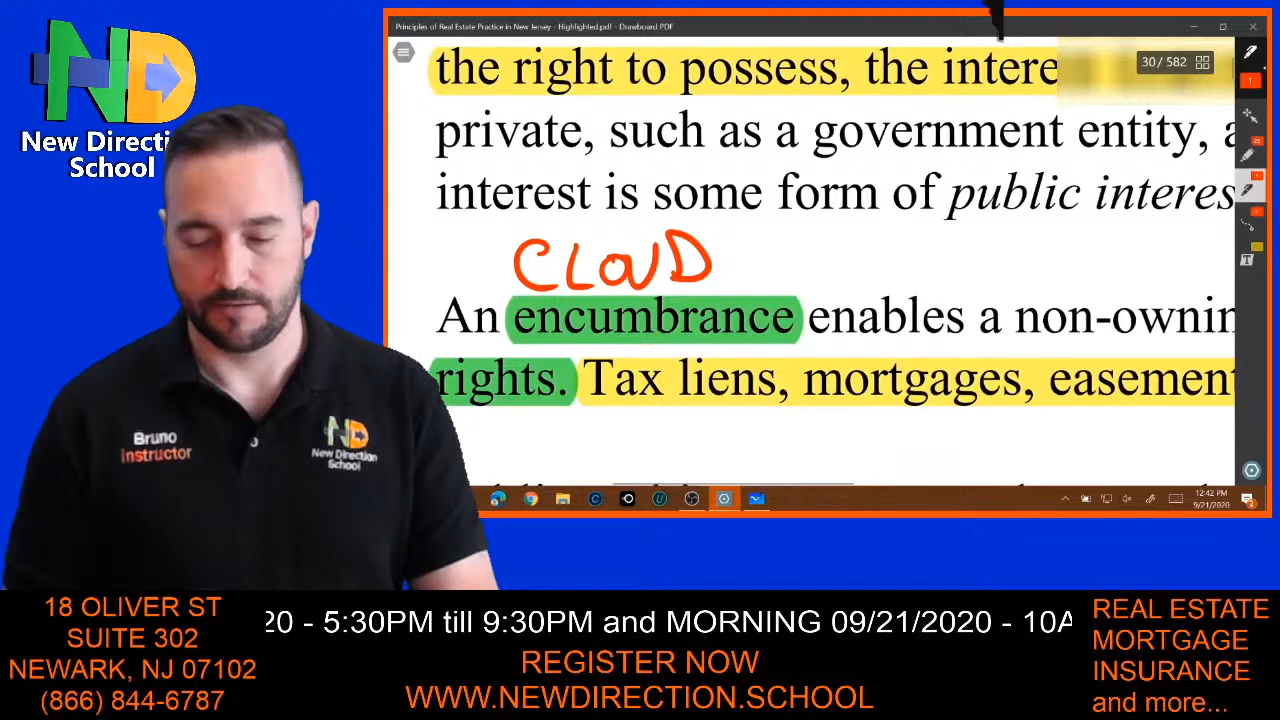 ND
New Directi
School
Principles of Real Estate Practice in New Jersey - Highlighted.pdf - Drawboard PDF
the right to possess, the intere
30 / 582
private, such as a government entity, a
interest is some form of public interes
CLOUD
An encumbrance enables a non-ownin
rights. Tax liens, mortgages, easement
Bruno
Instructor
ND
New Direction
School
12:42 PM
9/21/2020
18 OLIVER ST
SUITE 302
NEWARK, NJ 07102
(866) 844-6787
20 - 5:30PM till 9:30PM and MORNING 09/21/2020 - 10A
REGISTER NOW
WWW.NEWDIRECTION.SCHOOL
REAL ESTATE
MORTGAGE
INSURANCE
and more...